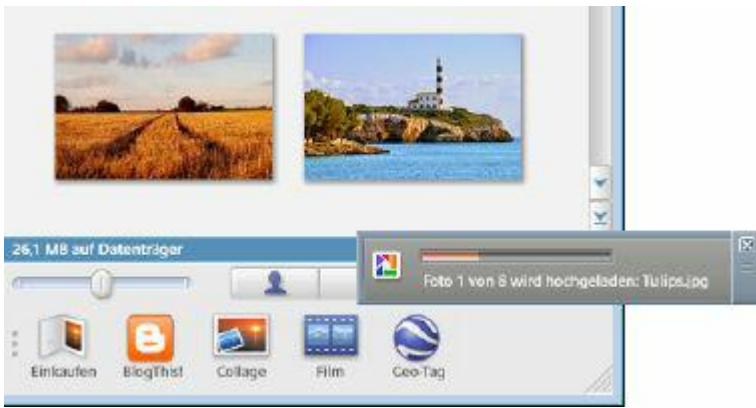 26,1 MB auf Datenträger
Foto 1 von 6 wird hochgeladen: Tulips.jpg
Einkaufen BlogThis! Collage Film Geo-Tag